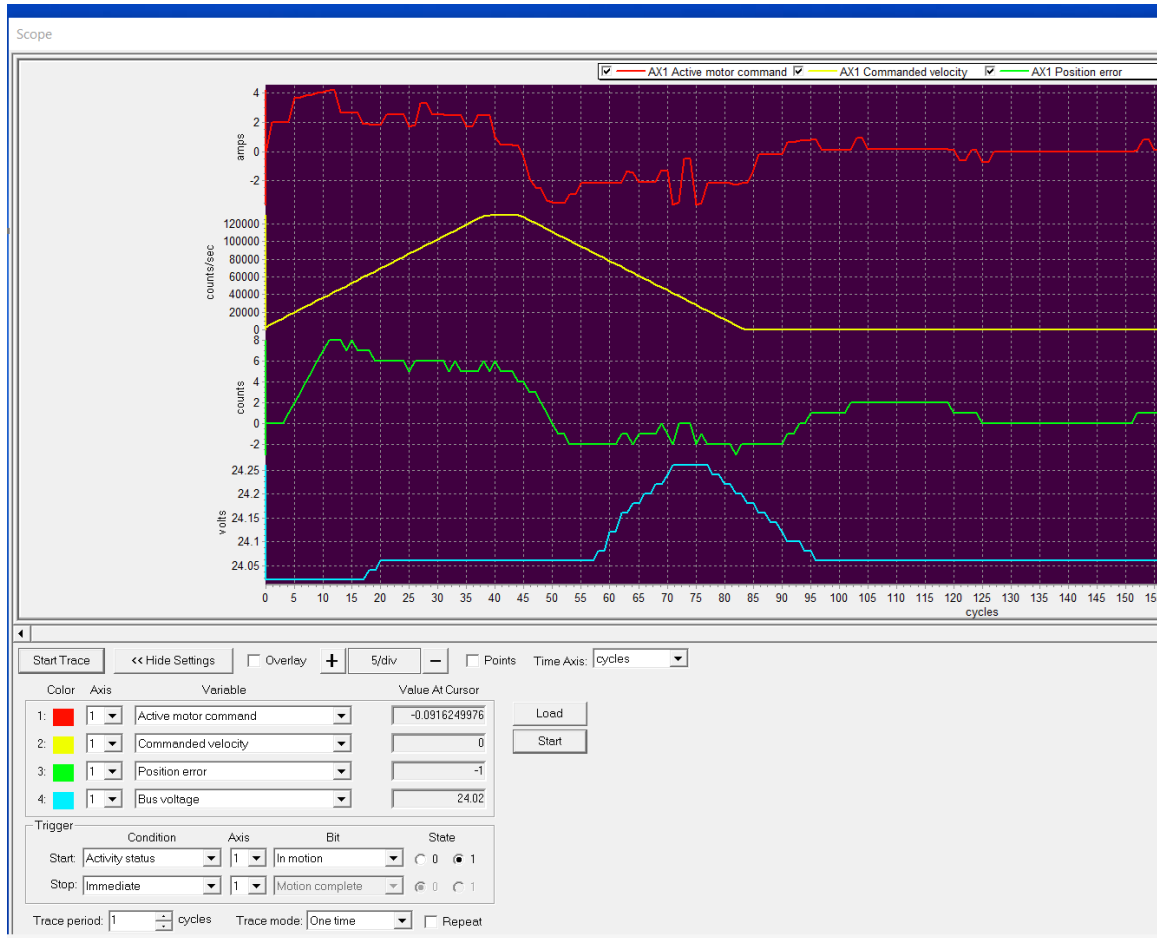 Scope
AX1 Active motor command AX1 Commanded velocity AX1 Position error
4
2
0
-2
amps
120000
100000
80000
60000
40000
20000
0
counts/sec
8
6
4
2
0
-2
counts
24.25
24.2
24.15
24.1
24.05
volts
0 5 10 15 20 25 30 35 40 45 50 55 60 65 70 75 80 85 90 95 100 105 110 115 120 125 130 135 140 145 150 15
cycles
Start Trace << Hide Settings Overlay + 5/div - Points Time Axis: cycles
Color Axis Variable Value At Cursor
1: 1 Active motor command -0.0916249976 Load
2: 1 Commanded velocity 0 Start
3: 1 Position error -1
4: 1 Bus voltage 24.02
Trigger
Condition Axis Bit State
Start: Activity status 1 In motion 0 1
Stop: Immediate 1 Motion complete 0 1
Trace period: 1 cycles Trace mode: One time Repeat